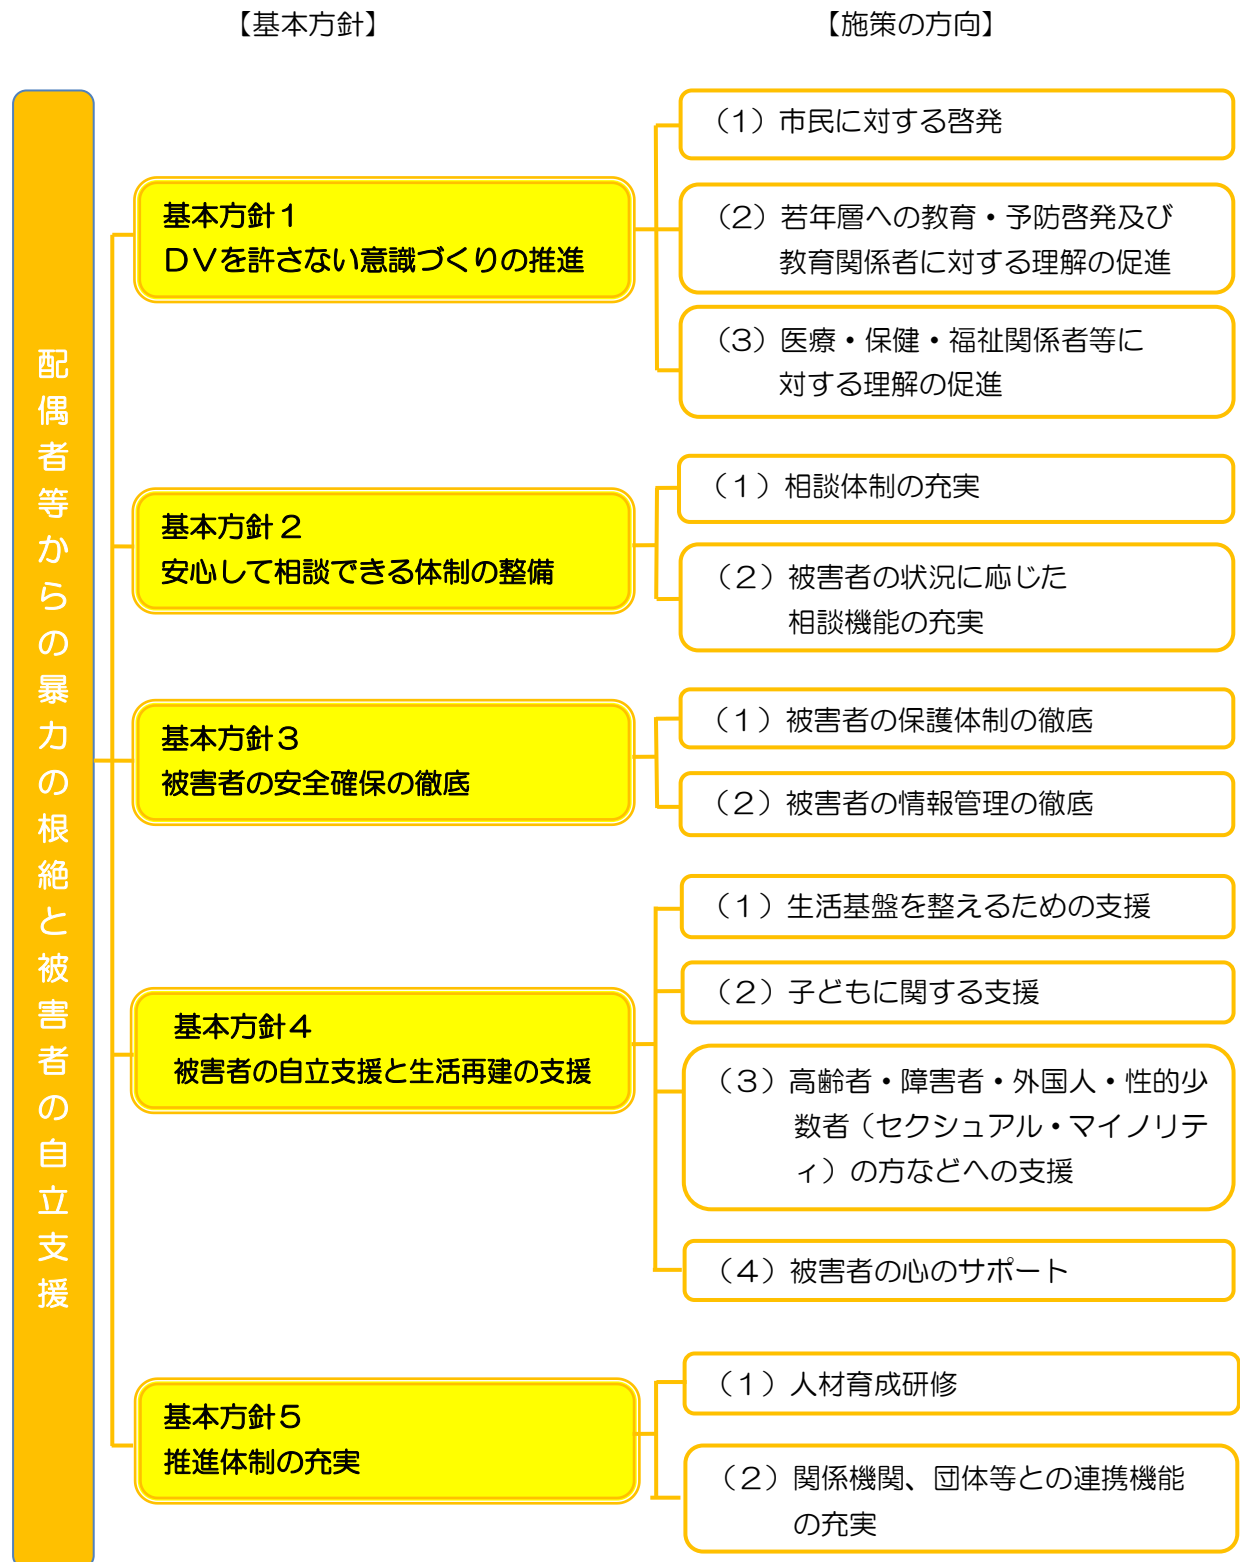 【基本方針】
【施策の方向】
配偶者等からの暴力の根絶と被害者の自立支援
基本方針１
ＤＶを許さない意識づくりの推進
（１）市民に対する啓発
（２）若年層への教育・予防啓発及び
教育関係者に対する理解の促進
（３）医療・保健・福祉関係者等に
対する理解の促進
基本方針２
安心して相談できる体制の整備
（１）相談体制の充実
（２）被害者の状況に応じた
相談機能の充実
基本方針３
被害者の安全確保の徹底
（１）被害者の保護体制の徹底
（２）被害者の情報管理の徹底
基本方針４
被害者の自立支援と生活再建の支援
（１）生活基盤を整えるための支援
（２）子どもに関する支援
（３）高齢者・障害者・外国人・性的少
数者（セクシュアル・マイノリテ
ィ）の方などへの支援
（４）被害者の心のサポート
基本方針５
推進体制の充実
（１）人材育成研修
（２）関係機関、団体等との連携機能
の充実